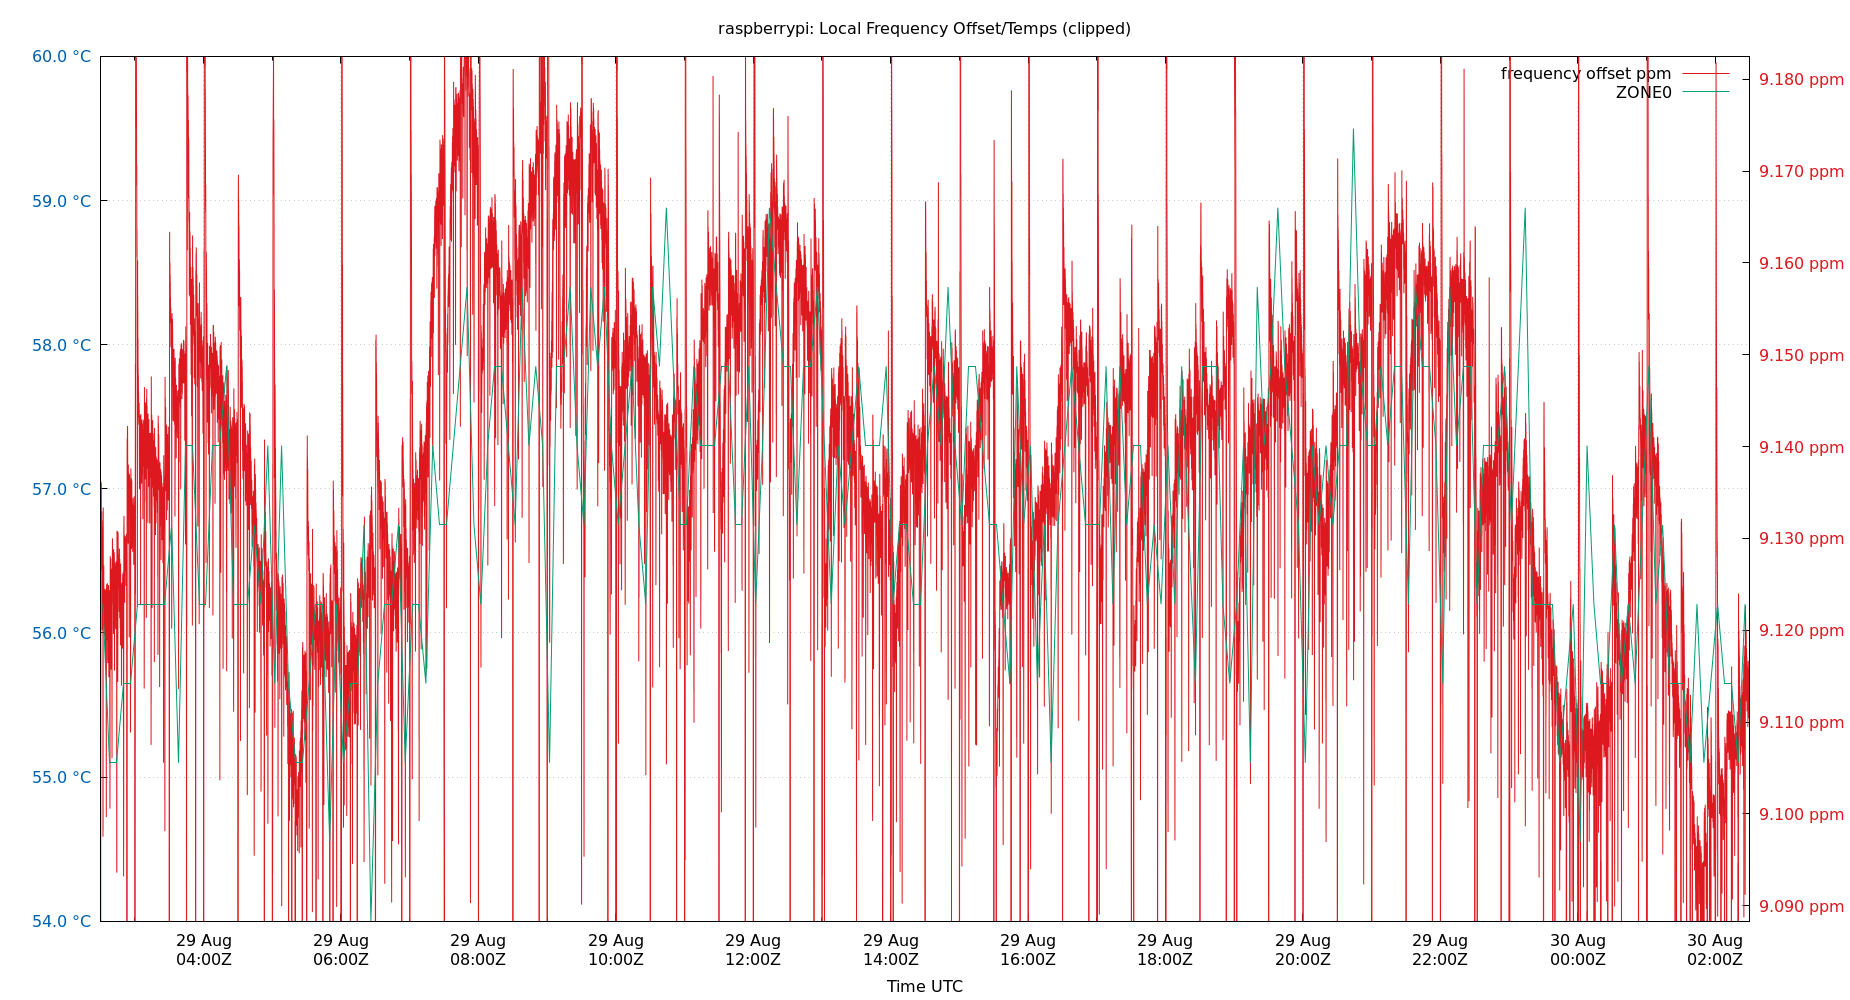 raspberrypi: Local Frequency Offset/Temps (clipped)
frequency offset ppm
ZONE0
60.0 °C
59.0 °C
58.0 °C
57.0 °C
56.0 °C
55.0 °C
54.0 °C
9.180 ppm
9.170 ppm
9.160 ppm
9.150 ppm
9.140 ppm
9.130 ppm
9.120 ppm
9.110 ppm
9.100 ppm
9.090 ppm
29 Aug
04:00Z
29 Aug
06:00Z
29 Aug
08:00Z
29 Aug
10:00Z
29 Aug
12:00Z
29 Aug
14:00Z
29 Aug
16:00Z
29 Aug
18:00Z
29 Aug
20:00Z
29 Aug
22:00Z
30 Aug
00:00Z
30 Aug
02:00Z
Time UTC